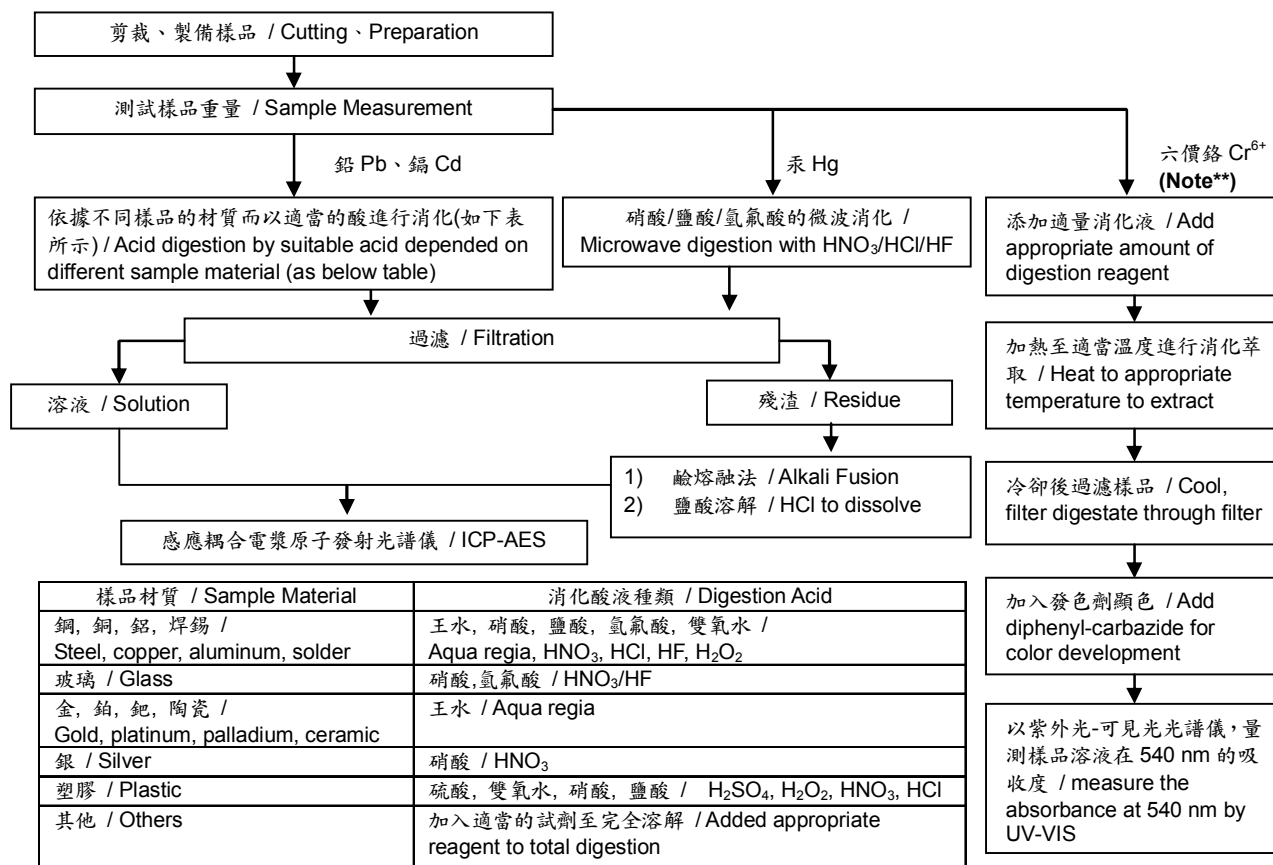 剪裁、製備樣品 / Cutting、Preparation
測試樣品重量 / Sample Measurement
鉛 Pb、鎘 Cd
汞 Hg
六價鉻 Cr⁶⁺
(Note**)
依據不同樣品的材質而以適當的酸進行消化(如下表
所示) / Acid digestion by suitable acid depended on
different sample material (as below table)
硝酸/鹽酸/氫氟酸的微波消化 /
Microwave digestion with HNO₃/HCl/HF
添加適量消化液 / Add
appropriate amount of
digestion reagent
過濾 / Filtration
加熱至適當溫度進行消化萃
取 / Heat to appropriate
temperature to extract
溶液 / Solution
殘渣 / Residue
1) 鹼熔融法 / Alkali Fusion
2) 鹽酸溶解 / HCl to dissolve
冷卻後過濾樣品 / Cool,
filter digestate through filter
感應耦合電漿原子發射光譜儀 / ICP-AES
加入發色劑顯色 / Add
diphenyl-carbazide for
color development
以紫外光-可見光光譜儀，量
測樣品溶液在 540 nm 的吸
收度 / measure the
absorbance at 540 nm by
UV-VIS
樣品材質 / Sample Material
消化酸液種類 / Digestion Acid
鋼, 銅, 鋁, 焊錫 /
Steel, copper, aluminum, solder
王水, 硝酸, 鹽酸, 氫氟酸, 雙氧水 /
Aqua regia, HNO₃, HCl, HF, H₂O₂
玻璃 / Glass
硝酸,氫氟酸 / HNO₃/HF
金, 鉑, 鈀, 陶瓷 /
Gold, platinum, palladium, ceramic
王水 / Aqua regia
銀 / Silver
硝酸 / HNO₃
塑膠 / Plastic
硫酸, 雙氧水, 硝酸, 鹽酸 / H₂SO₄, H₂O₂, HNO₃, HCl
其他 / Others
加入適當的試劑至完全溶解 / Added appropriate
reagent to total digestion